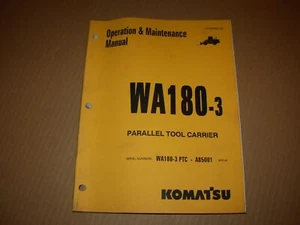 Operation & Maintenance
Manual
WA180-3
PARALLEL TOOL CARRIER
WA180-3 PTC - A85001
KOMATSU